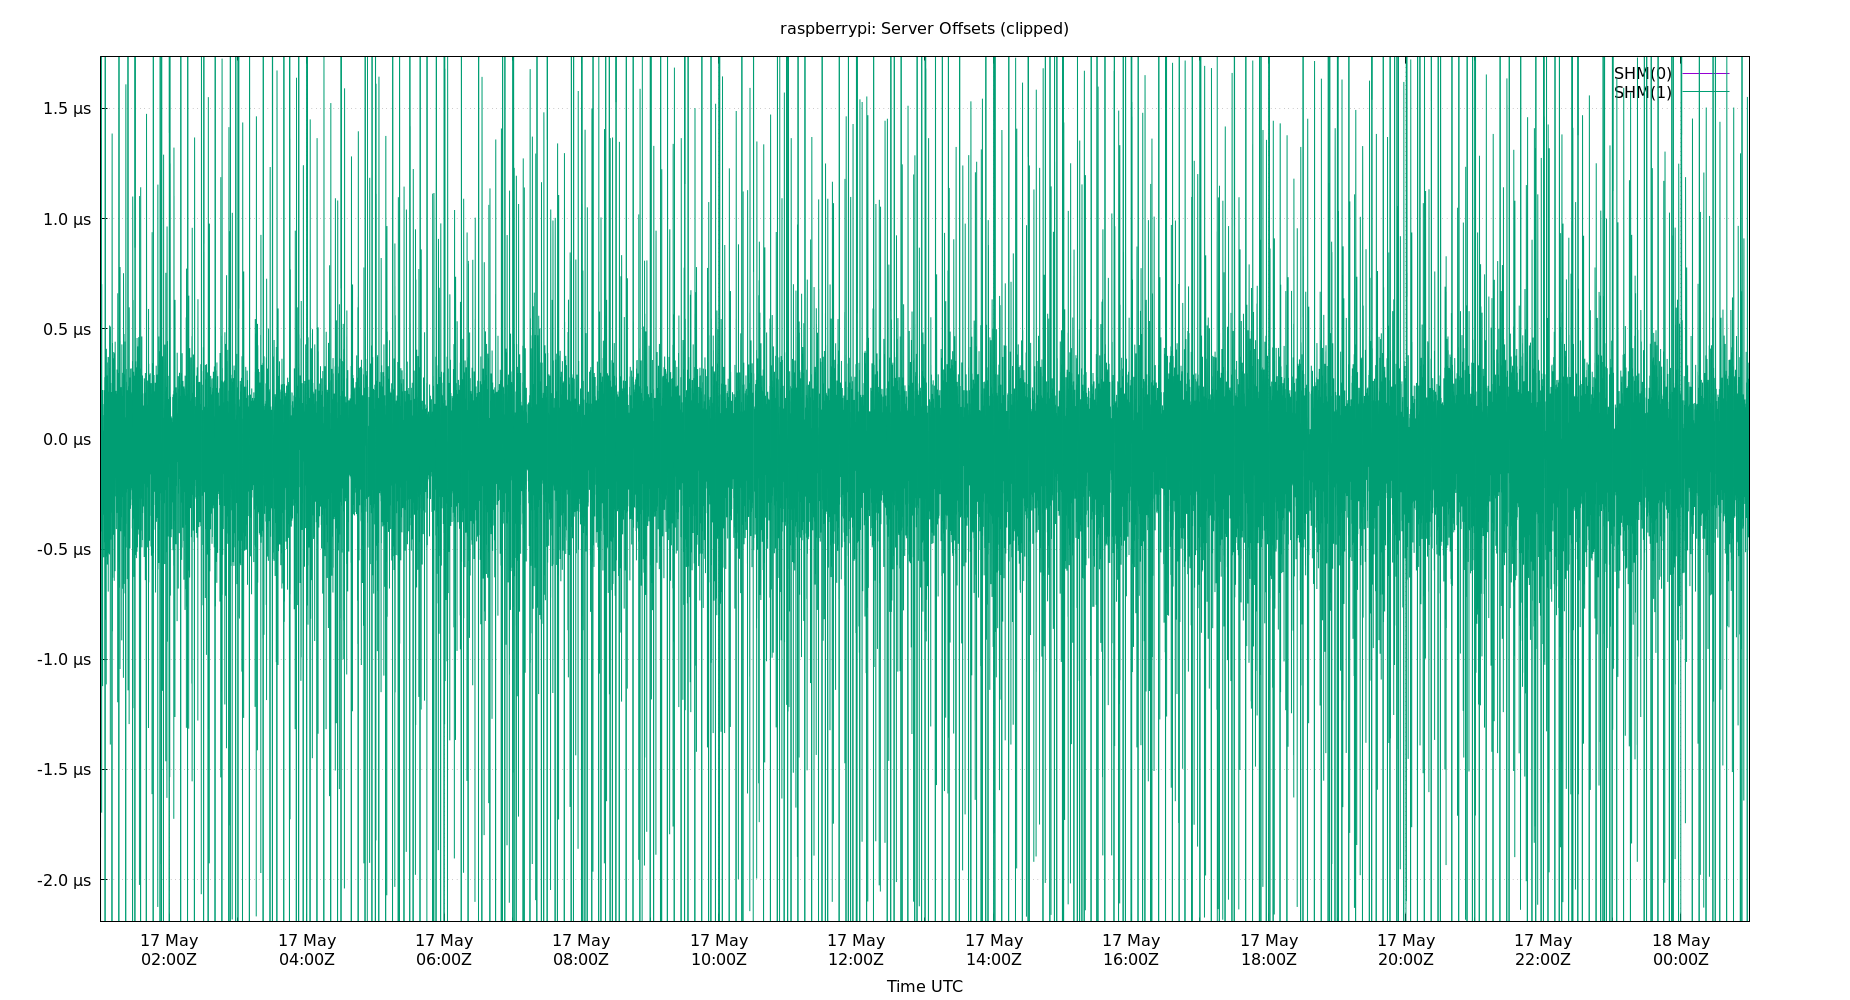 raspberrypi: Server Offsets (clipped)
SHM(0)
SHM(1)
1.5 µs
1.0 µs
0.5 µs
0.0 µs
-0.5 µs
-1.0 µs
-1.5 µs
-2.0 µs
17 May 17 May 17 May 17 May 17 May 17 May 17 May 17 May 17 May 17 May 17 May 18 May
02:00Z 04:00Z 06:00Z 08:00Z 10:00Z 12:00Z 14:00Z 16:00Z 18:00Z 20:00Z 22:00Z 00:00Z
Time UTC